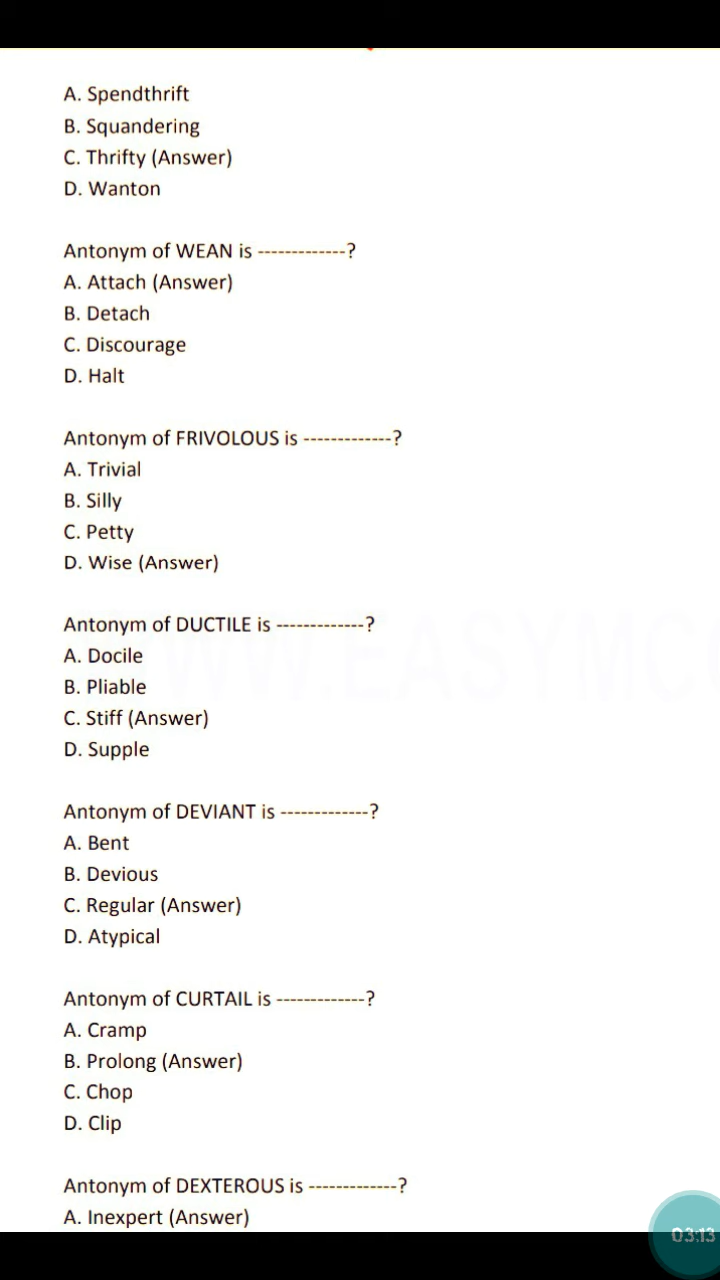 A. Spendthrift
B. Squandering
C. Thrifty (Answer)
D. Wanton
Antonym of WEAN is -------------?
A. Attach (Answer)
B. Detach
C. Discourage
D. Halt
Antonym of FRIVOLOUS is -------------?
A. Trivial
B. Silly
C. Petty
D. Wise (Answer)
Antonym of DUCTILE is -------------?
A. Docile
B. Pliable
C. Stiff (Answer)
D. Supple
Antonym of DEVIANT is -------------?
A. Bent
B. Devious
C. Regular (Answer)
D. Atypical
Antonym of CURTAIL is -------------?
A. Cramp
B. Prolong (Answer)
C. Chop
D. Clip
Antonym of DEXTEROUS is -------------?
A. Inexpert (Answer)
03:13